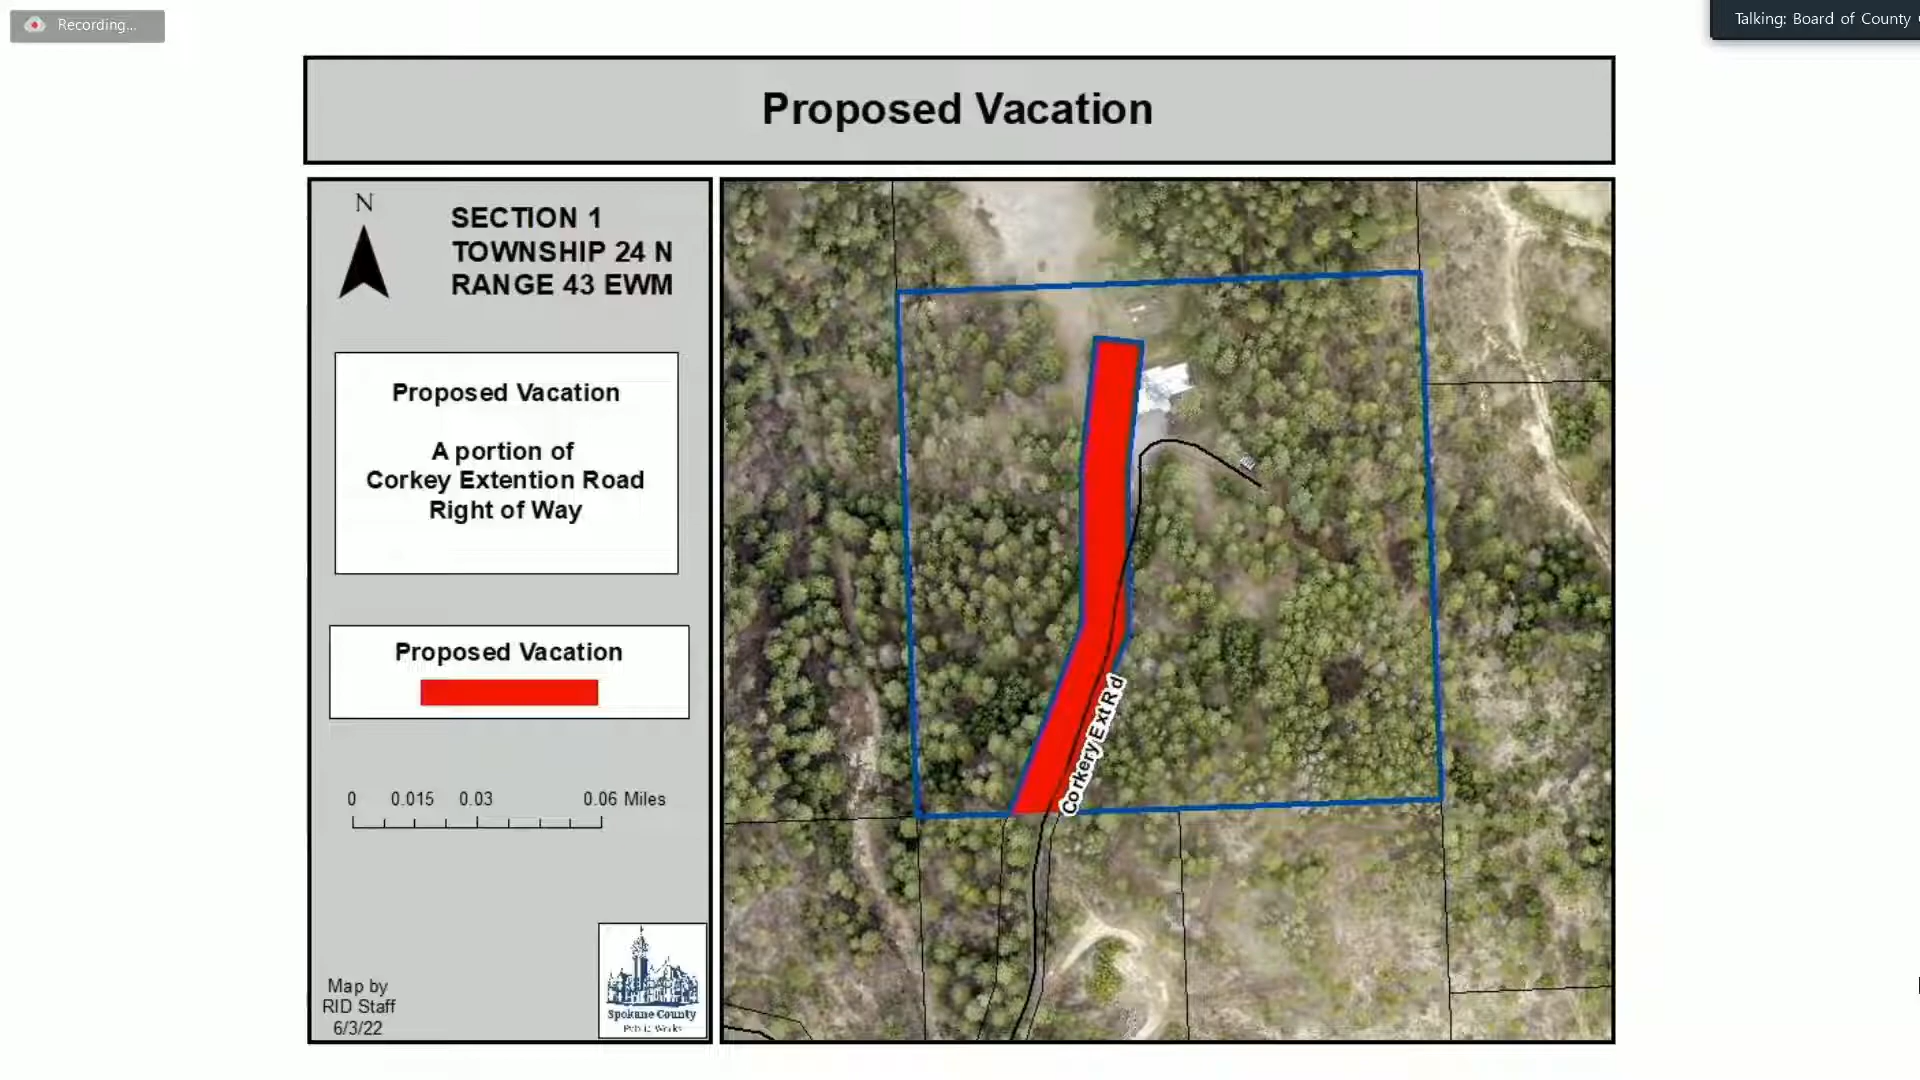 Recording...
Talking: Board of County
Proposed Vacation
N
SECTION 1
TOWNSHIP 24 N
RANGE 43 EWM
Proposed Vacation
A portion of
Corkey Extention Road
Right of Way
Proposed Vacation
0 0.015 0.03 0.06 Miles
Map by
RID Staff
6/3/22
Spokane County
Public Works
Corkery Ext Rd